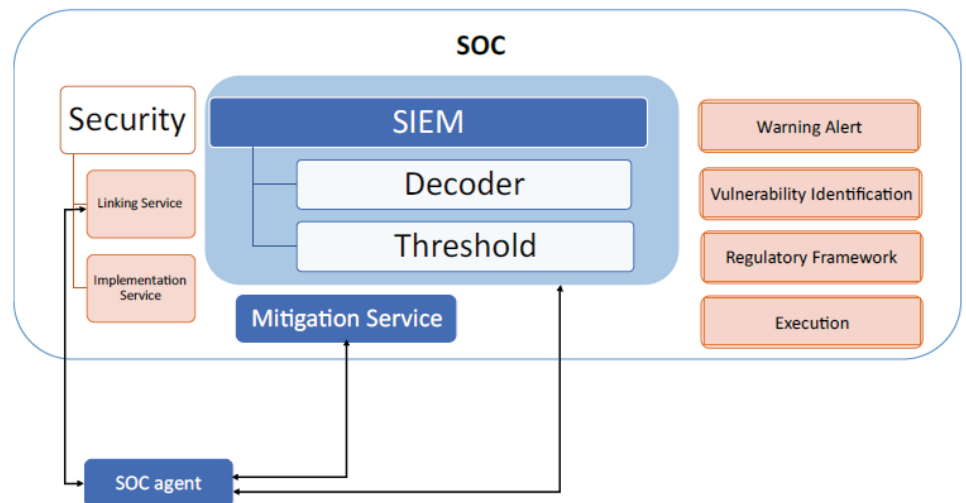 SOC
Security
Linking Service
Implementation
Service
SIEM
Decoder
Threshold
Mitigation Service
Warning Alert
Vulnerability Identification
Regulatory Framework
Execution
SOC agent